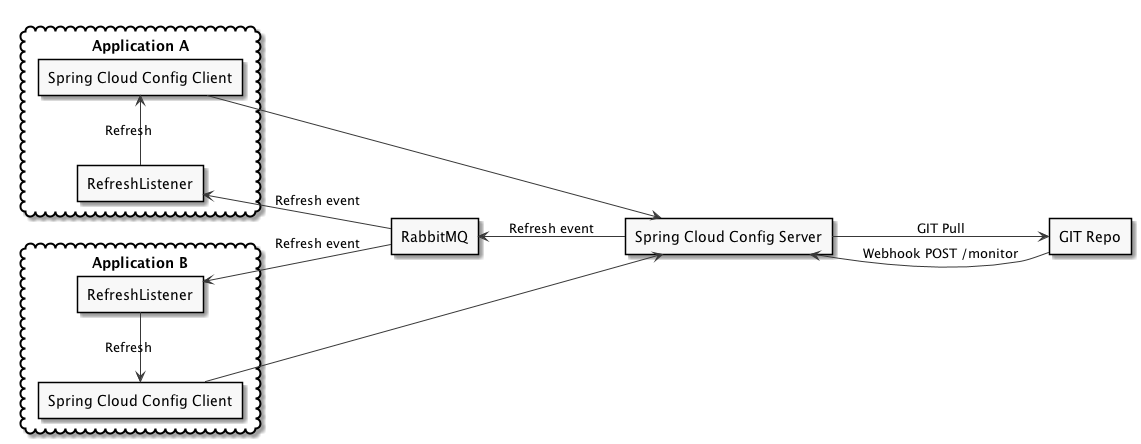 Application A
Spring Cloud Config Client
Refresh
RefreshListener
Refresh event
RabbitMQ
Refresh event
Spring Cloud Config Server
GIT Pull
GIT Repo
Webhook POST /monitor
Refresh event
Application B
RefreshListener
Refresh
Spring Cloud Config Client